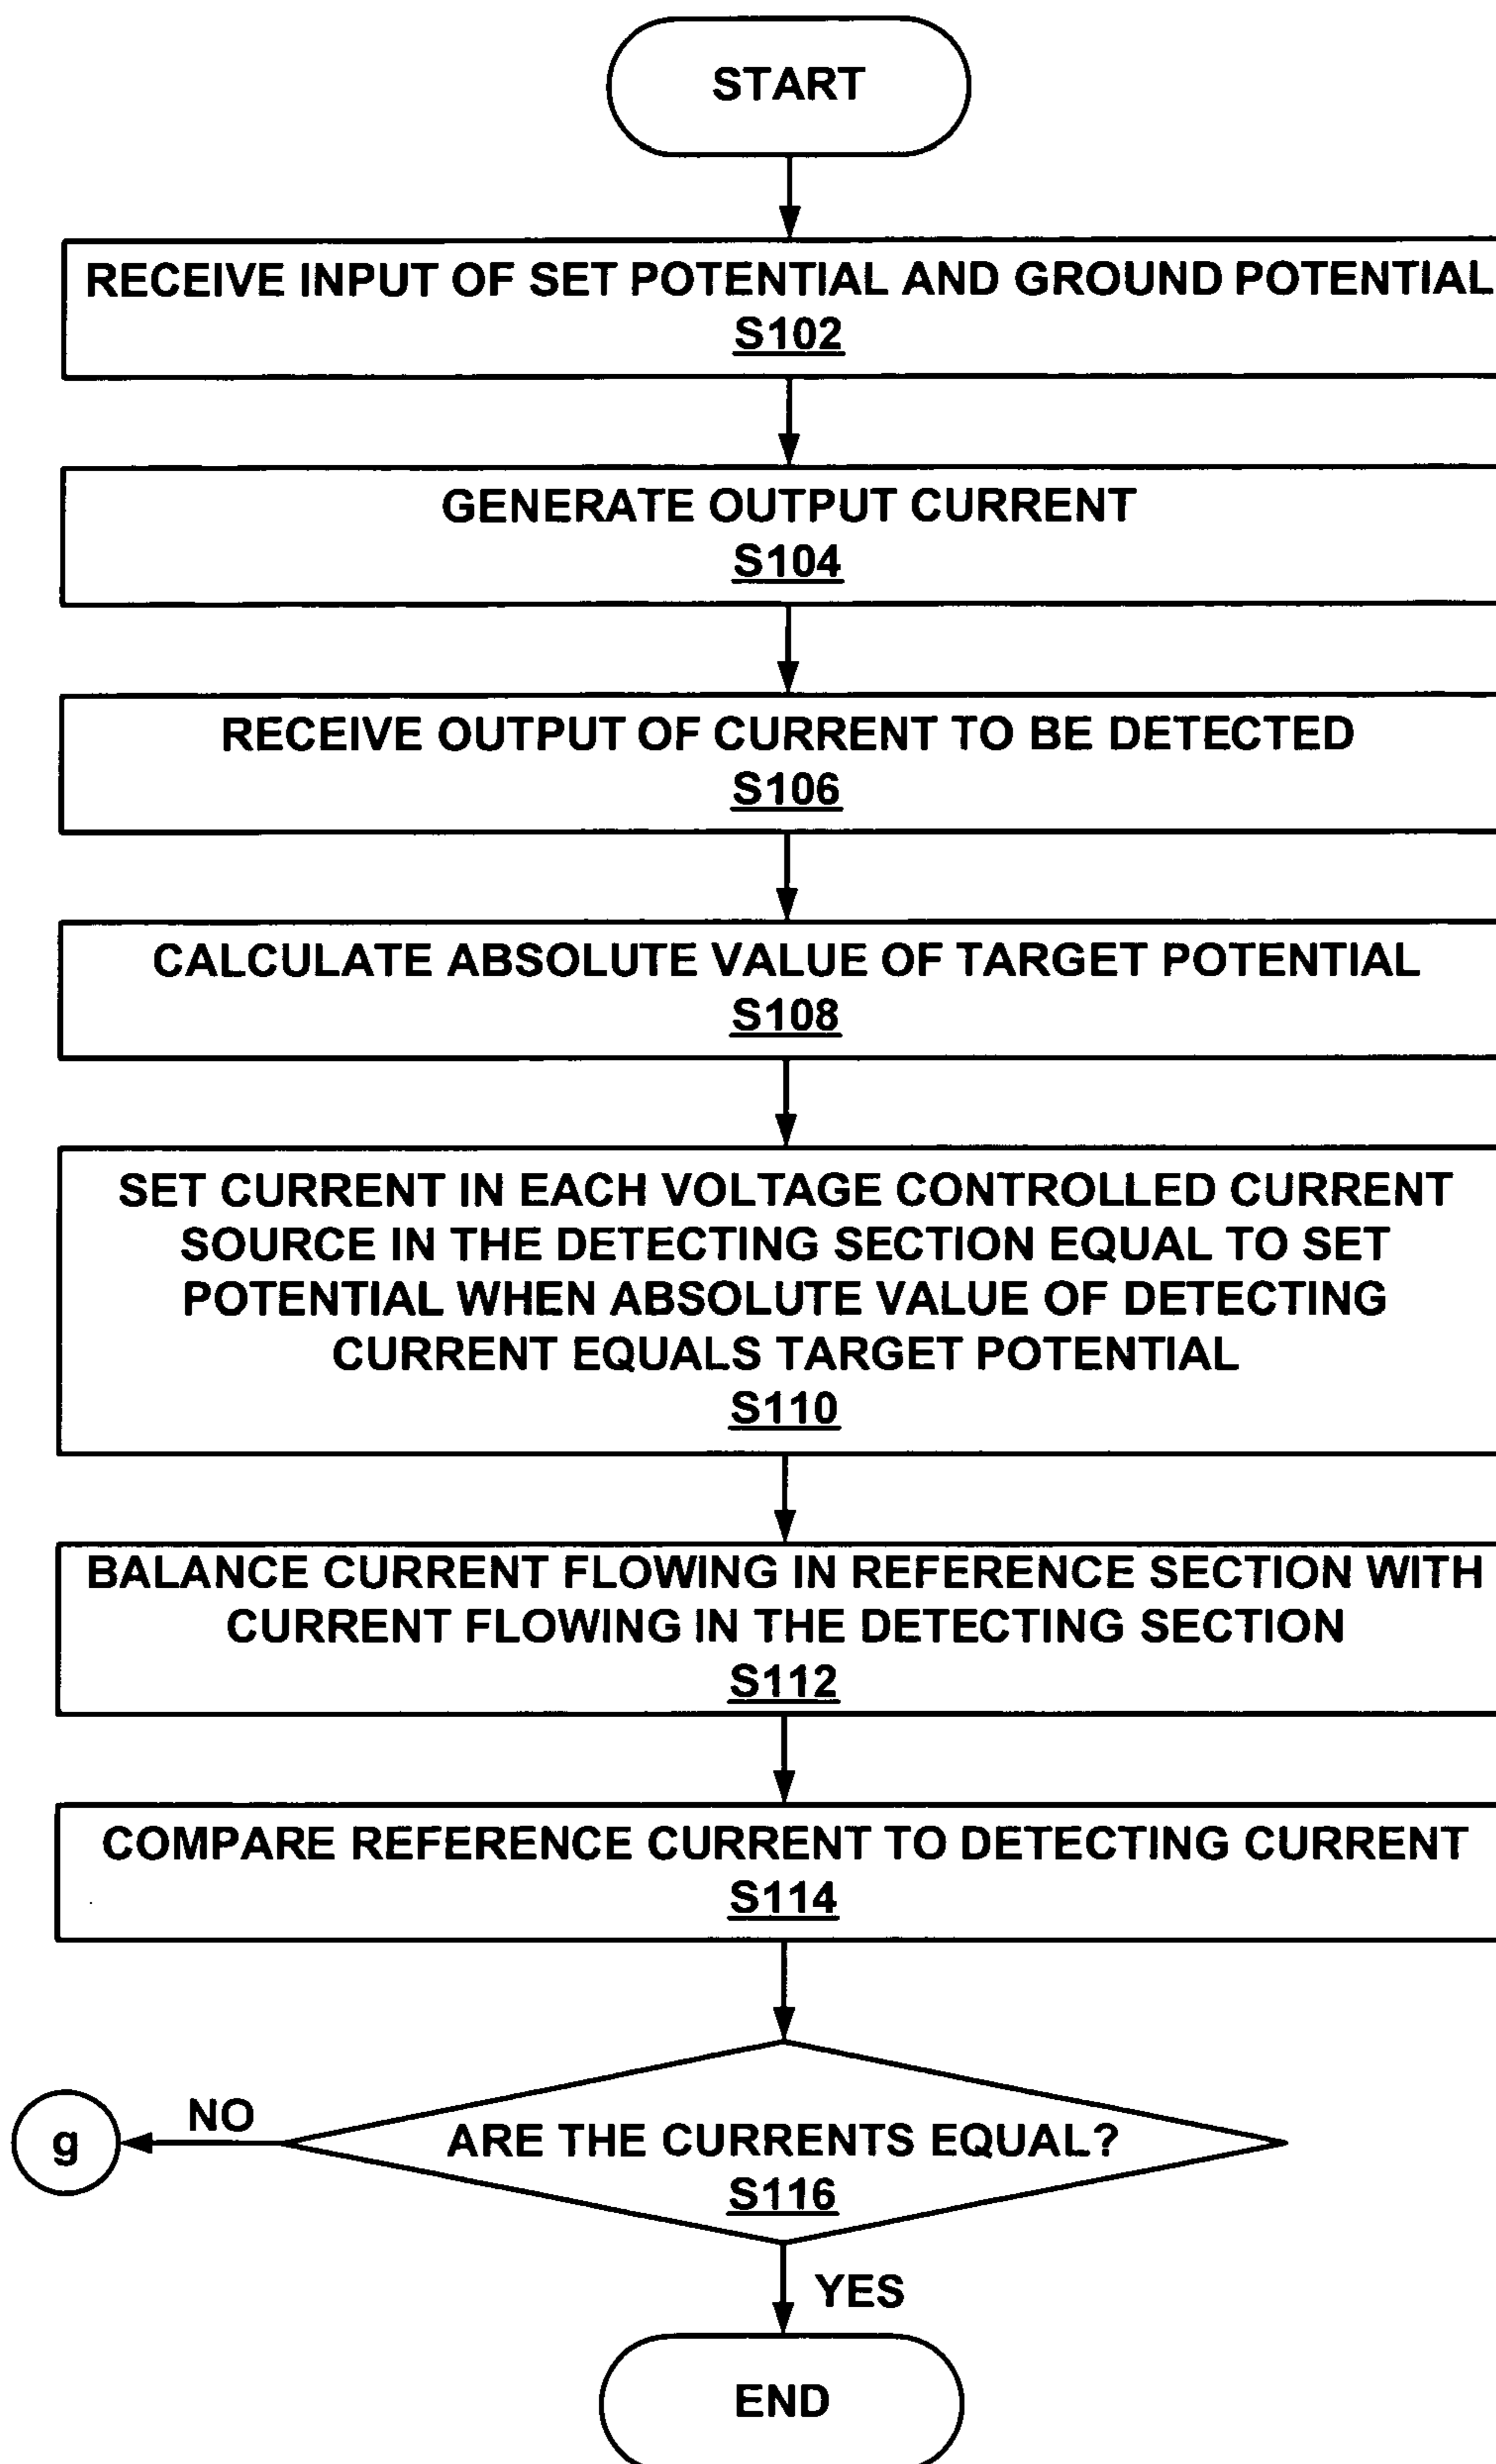 START
RECEIVE INPUT OF SET POTENTIAL AND GROUND POTENTIAL
S102
GENERATE OUTPUT CURRENT
S104
RECEIVE OUTPUT OF CURRENT TO BE DETECTED
S106
CALCULATE ABSOLUTE VALUE OF TARGET POTENTIAL
S108
SET CURRENT IN EACH VOLTAGE CONTROLLED CURRENT
SOURCE IN THE DETECTING SECTION EQUAL TO SET
POTENTIAL WHEN ABSOLUTE VALUE OF DETECTING
CURRENT EQUALS TARGET POTENTIAL
S110
BALANCE CURRENT FLOWING IN REFERENCE SECTION WITH
CURRENT FLOWING IN THE DETECTING SECTION
S112
COMPARE REFERENCE CURRENT TO DETECTING CURRENT
S114
NO
g
ARE THE CURRENTS EQUAL?
S116
YES
END